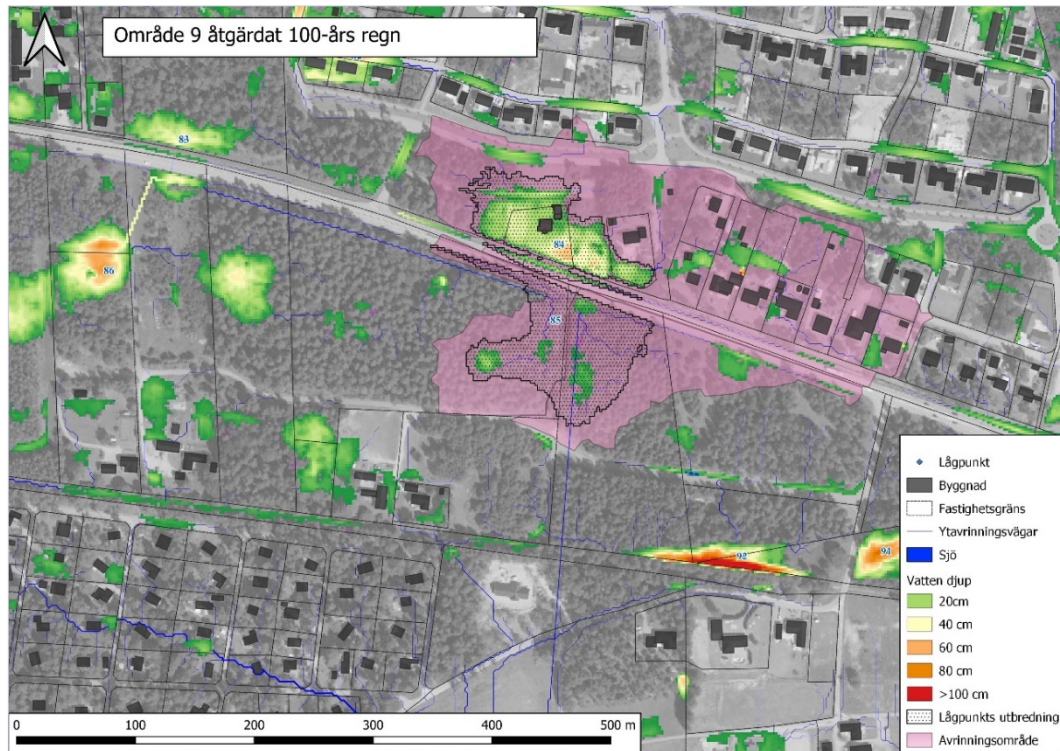 Område 9 åtgärdat 100-års regn
83
84
86
85
92
94
Lågpunkt
Byggnad
Fastighetsgräns
Ytavrinningsvägar
Sjö
Vatten djup
20cm
40 cm
60 cm
80 cm
>100 cm
Lågpunkts utbredning
Avrinningsområde
0 100 200 300 400 500 m